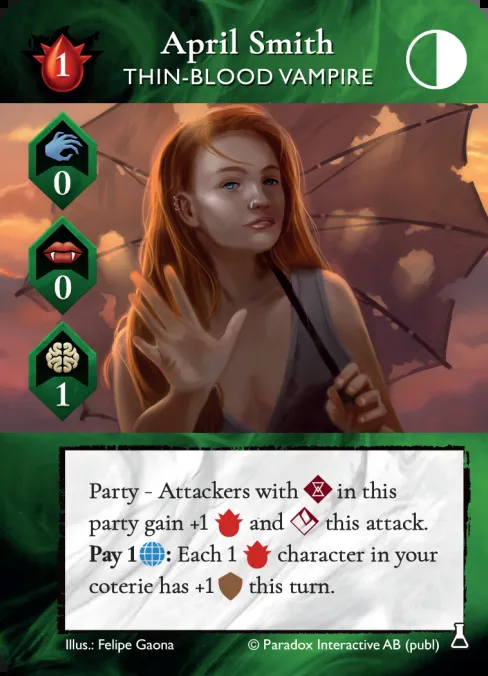 1
April Smith
THIN-BLOOD VAMPIRE
0
0
1
Party - Attackers with in this
party gain +1 and this attack.
Pay 1 : Each 1 character in your
coterie has +1 this turn.
Illus.: Felipe Gaona © Paradox Interactive AB (publ)